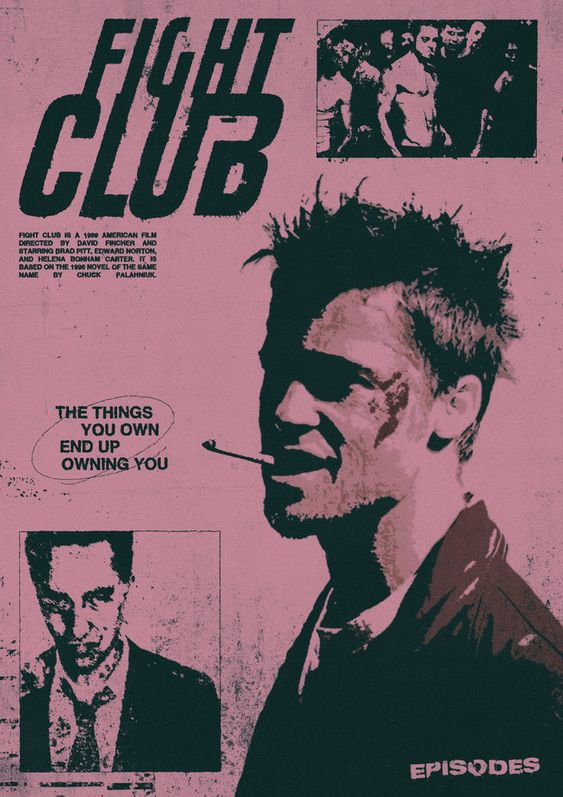 FIGHT
CLUB
FIGHT CLUB IS A 1999 AMERICAN FILM
DIRECTED BY DAVID FINCHER AND
STARRING BRAD PITT, EDWARD NORTON,
AND HELENA BONHAM CARTER. IT IS
BASED ON THE 1996 NOVEL OF THE SAME
NAME BY CHUCK PALAHNIUK.
THE THINGS
YOU OWN
END UP
OWNING YOU
EPISODES